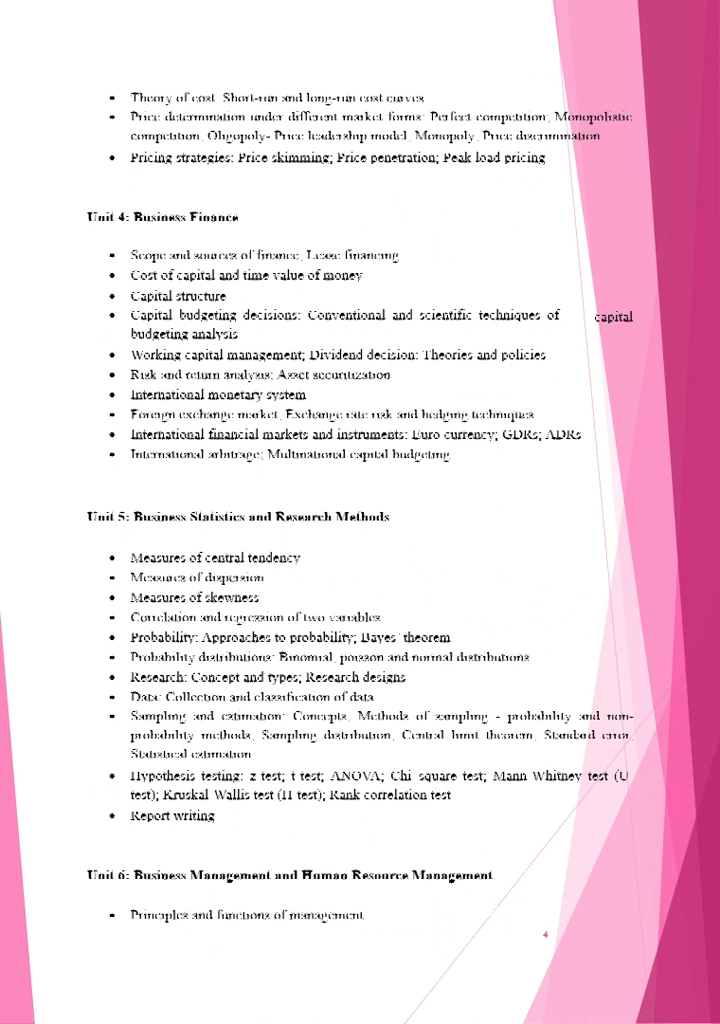 • Theory of cost: Short-run and long-run cost curves
• Price determination under different market forms: Perfect competition; Monopolistic
competition; Oligopoly- Price leadership model; Monopoly; Price discrimination
• Pricing strategies: Price skimming; Price penetration; Peak load pricing
Unit 4: Business Finance
• Scope and sources of finance; Lease financing
• Cost of capital and time value of money
• Capital structure
• Capital budgeting decisions: Conventional and scientific techniques of capital
budgeting analysis
• Working capital management; Dividend decision: Theories and policies
• Risk and return analysis; Asset securitization
• International monetary system
• Foreign exchange market; Exchange rate risk and hedging techniques
• International financial markets and instruments: Euro currency; GDRs; ADRs
• International arbitrage; Multinational capital budgeting
Unit 5: Business Statistics and Research Methods
• Measures of central tendency
• Measures of dispersion
• Measures of skewness
• Correlation and regression of two variables
• Probability: Approaches to probability; Bayes' theorem
• Probability distributions: Binomial, poisson and normal distributions
• Research: Concept and types; Research designs
• Data: Collection and classification of data
• Sampling and estimation: Concepts; Methods of sampling - probability and non-
probability methods; Sampling distribution; Central limit theorem; Standard error;
Statistical estimation
• Hypothesis testing: z-test; t-test; ANOVA; Chi–square test; Mann-Whitney test (U-
test); Kruskal-Wallis test (H-test); Rank correlation test
• Report writing
Unit 6: Business Management and Human Resource Management
• Principles and functions of management
4